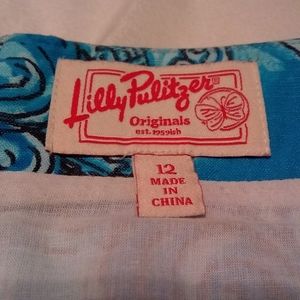 Lilly Pulitzer®
Originals
est. 1959ish
12
MADE
IN
CHINA